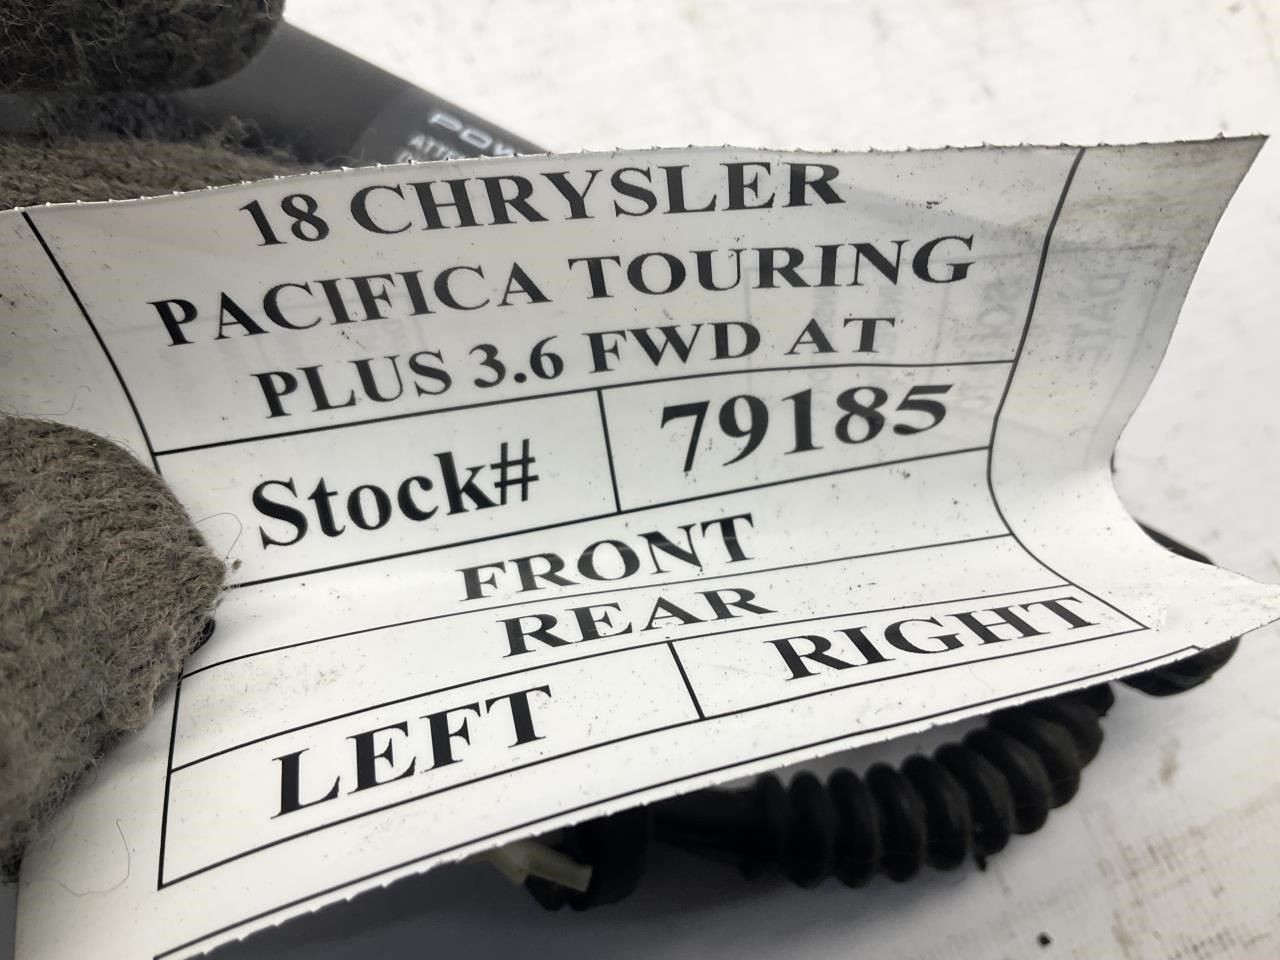 18 CHRYSLER
PACIFICA TOURING
PLUS 3.6 FWD AT
Stock# 79185
FRONT
REAR
LEFT RIGHT